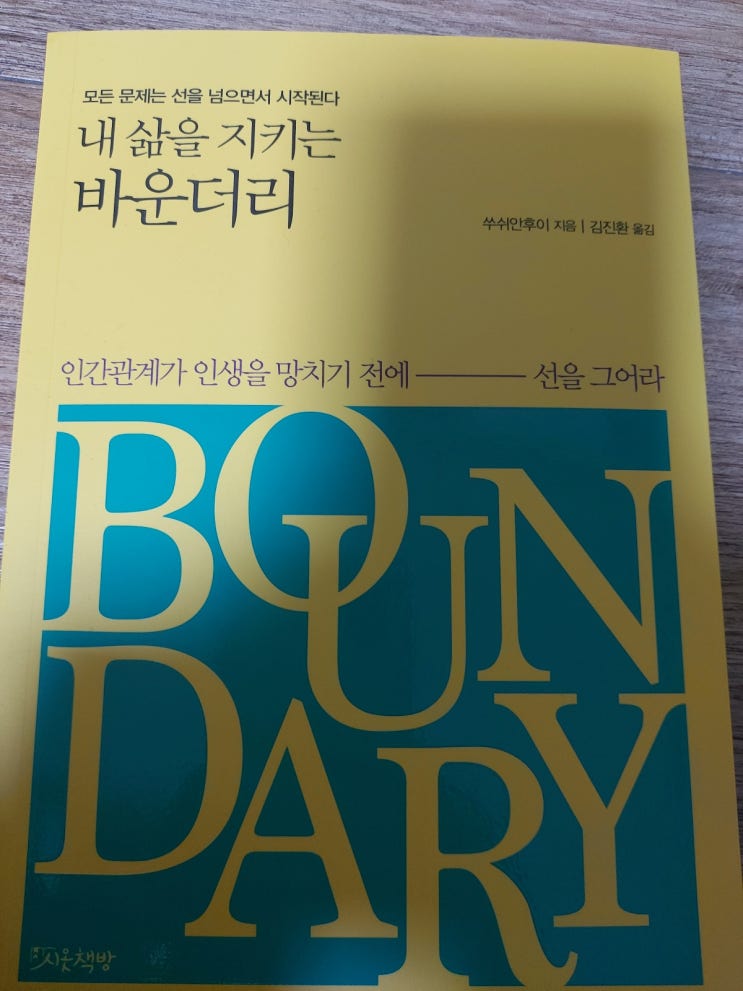 모든 문제는 선을 넘으면서 시작된다
내 삶을 지키는
바운더리
쑤쉬안후이 지음 | 김진환 옮김
인간관계가 인생을 망치기 전에 ――― 선을 그어라
BOUN
DARY
시옷책방